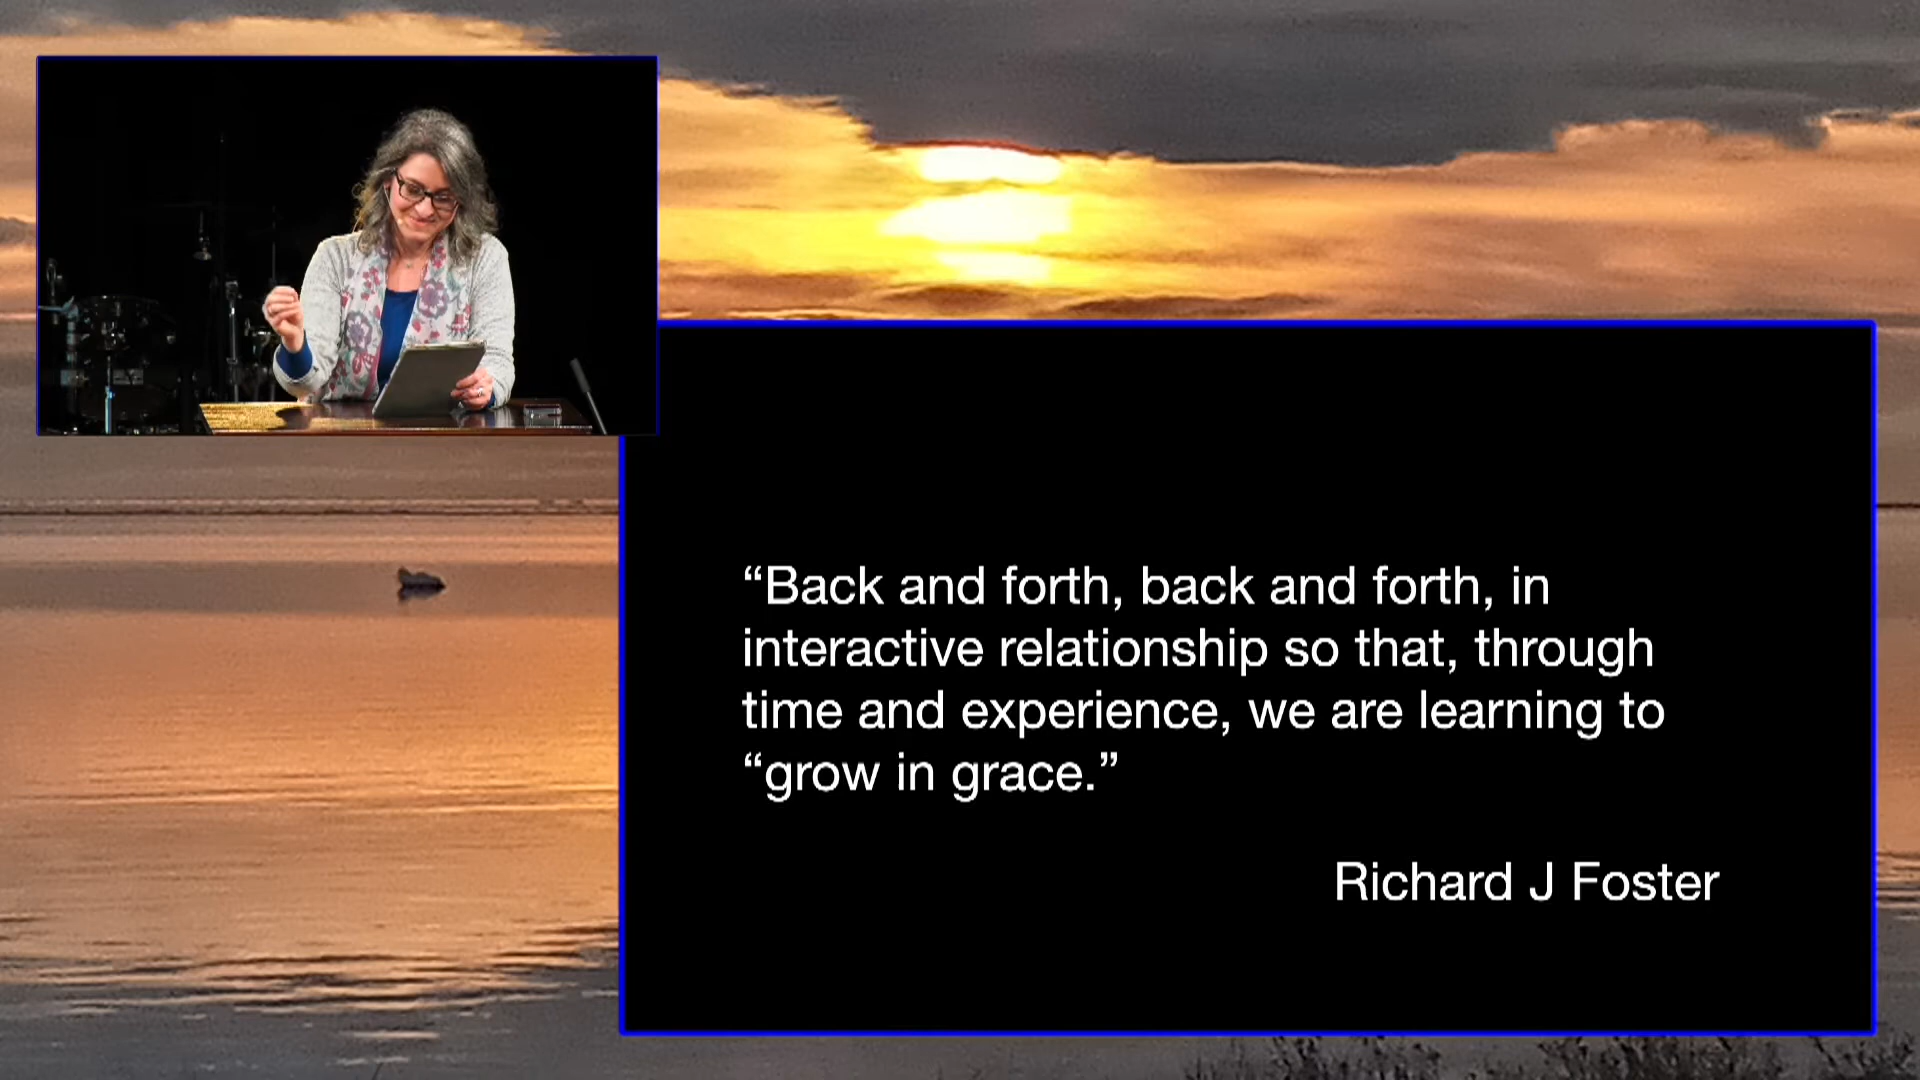 “Back and forth, back and forth, in
interactive relationship so that, through
time and experience, we are learning to
“grow in grace.”
Richard J Foster